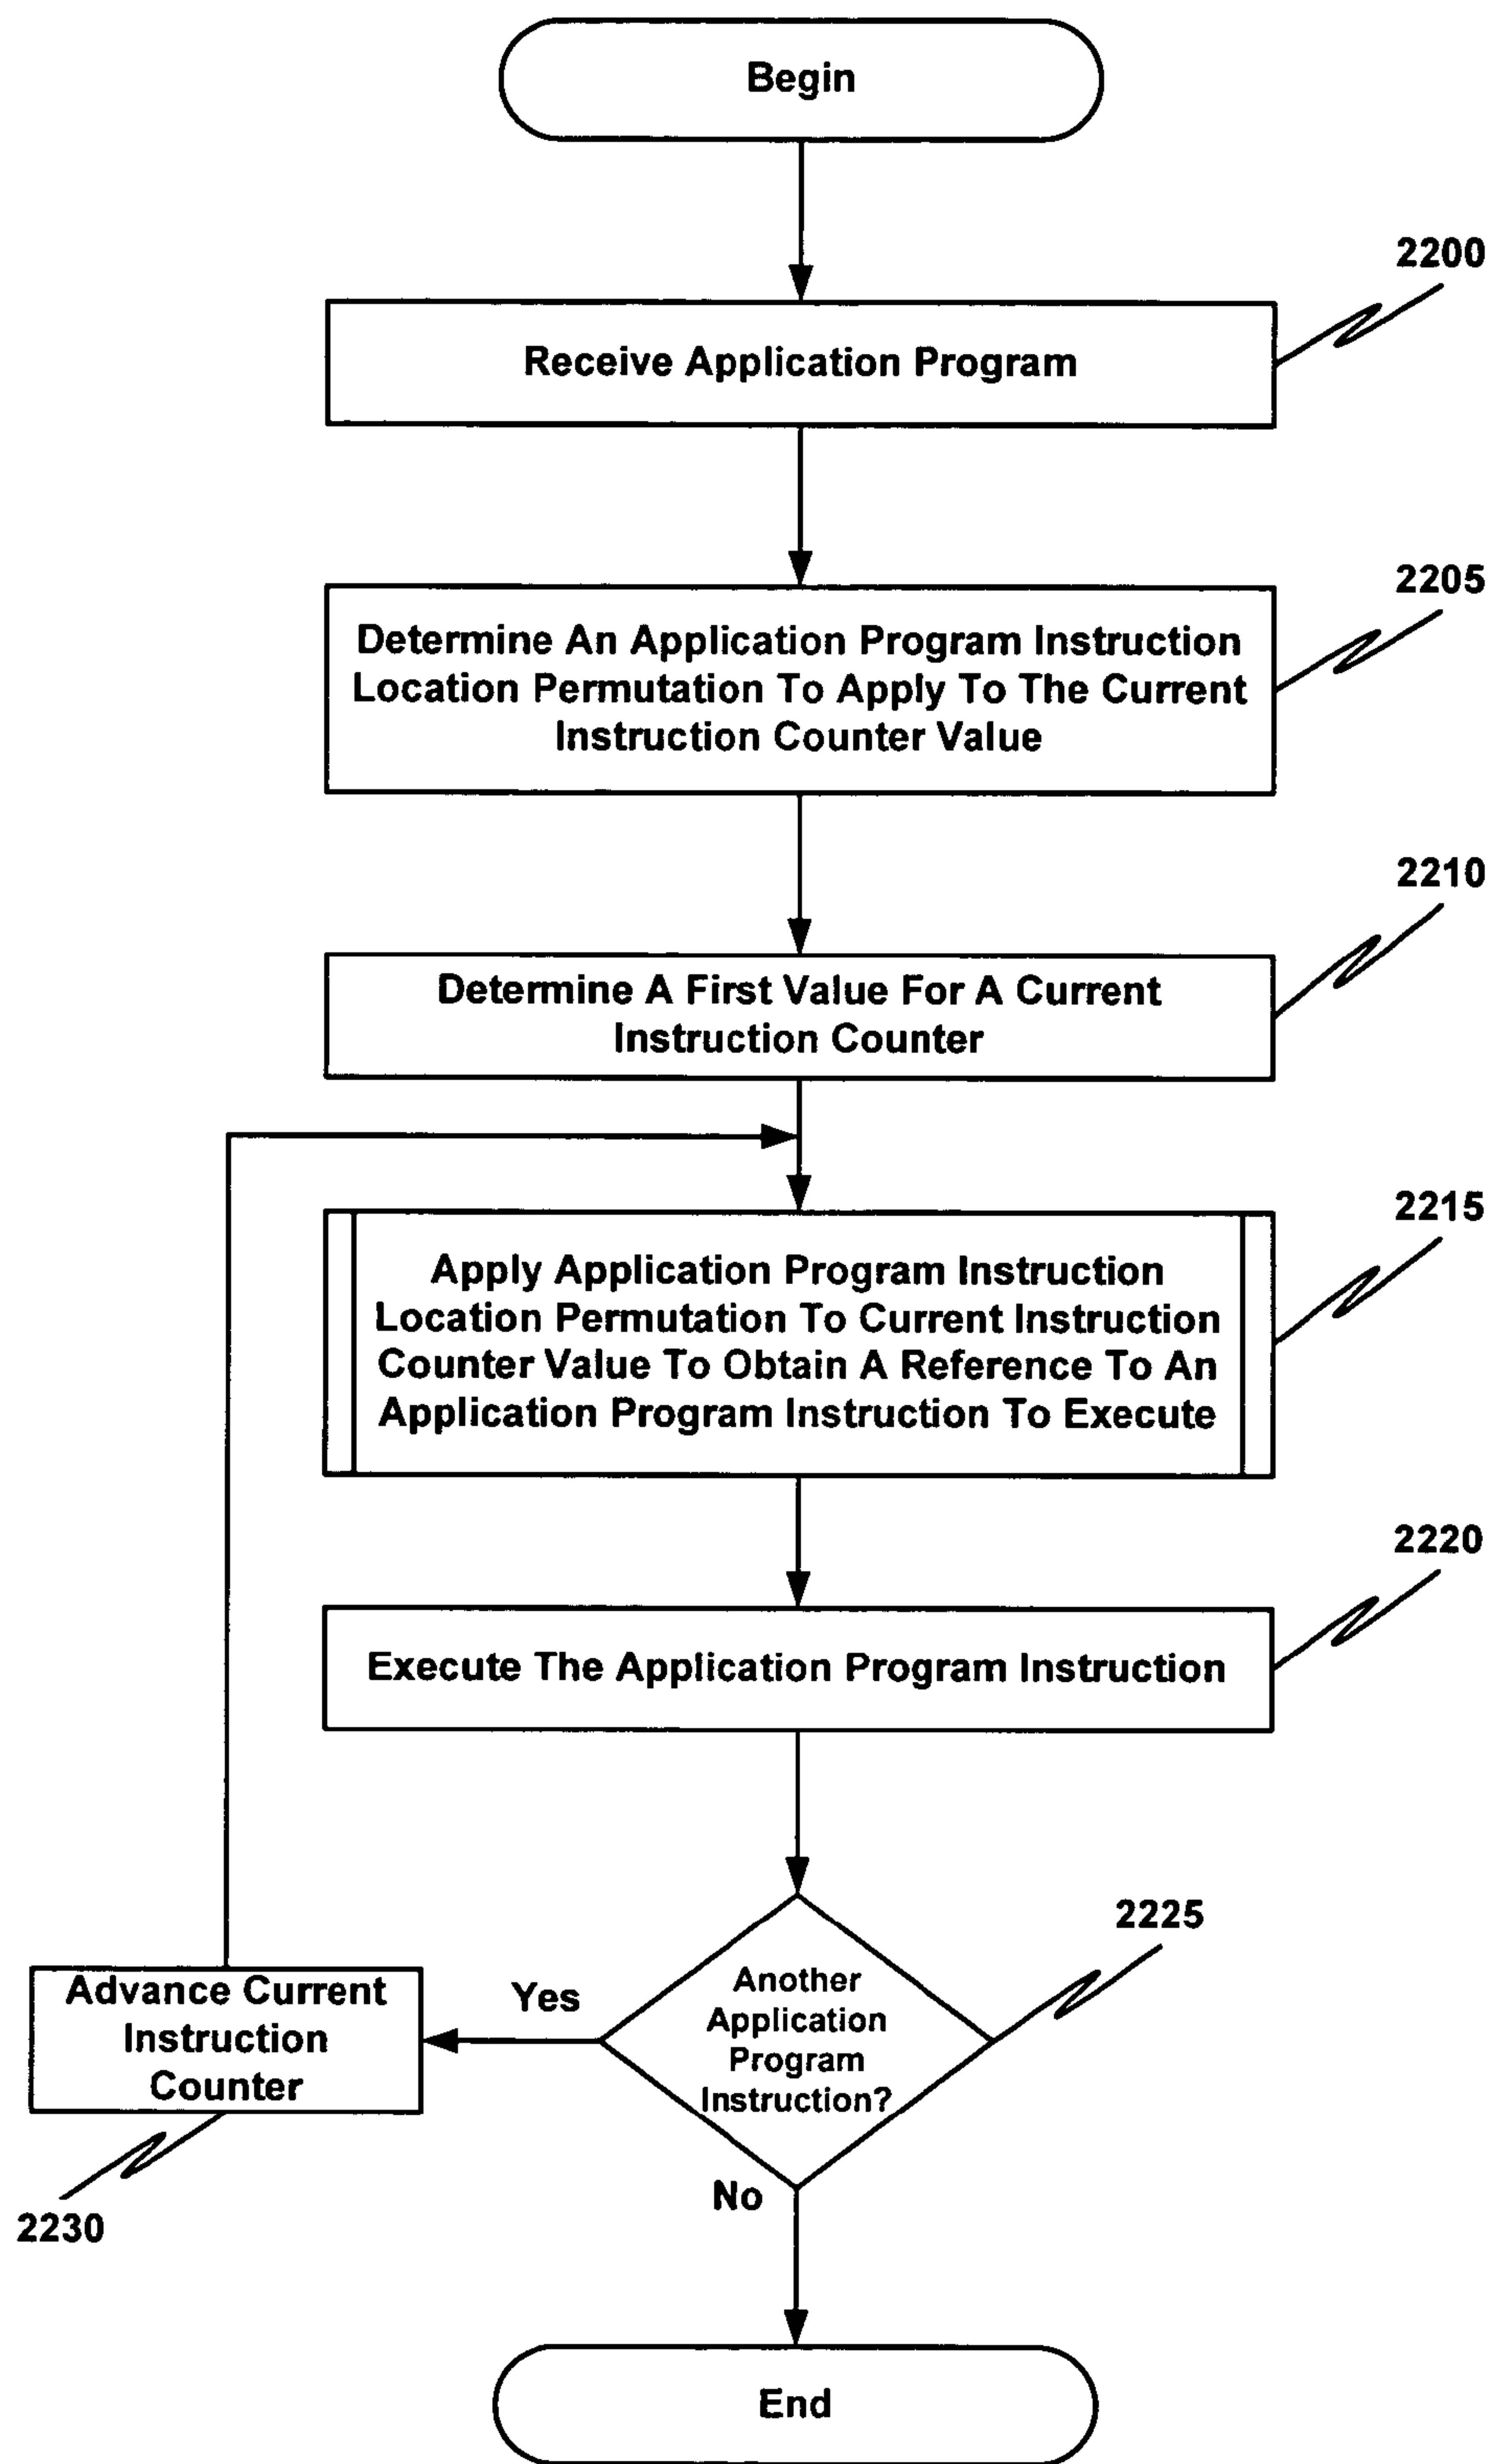 Begin
2200
Receive Application Program
2205
Determine An Application Program Instruction
Location Permutation To Apply To The Current
Instruction Counter Value
2210
Determine A First Value For A Current
Instruction Counter
2215
Apply Application Program Instruction
Location Permutation To Current Instruction
Counter Value To Obtain A Reference To An
Application Program Instruction To Execute
2220
Execute The Application Program Instruction
2225
Another
Application
Program
Instruction?
Yes
Advance Current
Instruction
Counter
2230
No
End